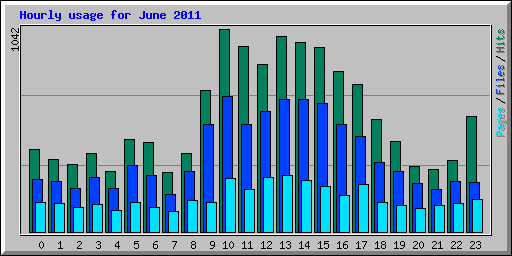 Hourly usage for June 2011
1042
Pages / Files / Hits
0 1 2 3 4 5 6 7 8 9 10 11 12 13 14 15 16 17 18 19 20 21 22 23